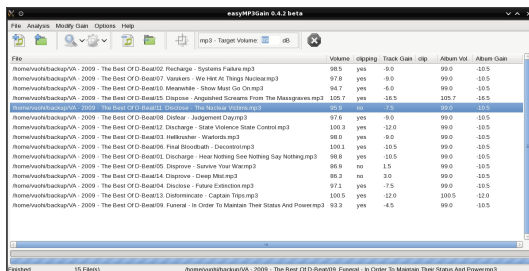 easyMP3Gain 0.4.2 beta
File Analysis Modify Gain Options Help
mp3 - Target Volume: 89 dB
File Volume clipping Track Gain clip Album Vol. Album Gain
/home/vuohi/backup/VA - 2009 - The Best Of D-Beat/02. Recharge - Systems Failure.mp3 98.5 yes -9.0 99.0 -10.5
/home/vuohi/backup/VA - 2009 - The Best Of D-Beat/07. Varukers - We Hint At Things Nuclear.mp3 97.8 yes -9.0 99.0 -10.5
/home/vuohi/backup/VA - 2009 - The Best Of D-Beat/10. Meanwhile - Show Must Go On.mp3 94.7 yes -6.0 99.0 -10.5
/home/vuohi/backup/VA - 2009 - The Best Of D-Beat/15. Dispose - Anguished Screams From The Massgraves.mp3 105.7 yes -16.5 105.7 -16.5
/home/vuohi/backup/VA - 2009 - The Best Of D-Beat/11. Disclose - The Nuclear Victims.mp3 95.9 no -7.5 99.0 -10.5
/home/vuohi/backup/VA - 2009 - The Best Of D-Beat/08. Disfear - Judgement Day.mp3 97.6 yes -9.0 99.0 -10.5
/home/vuohi/backup/VA - 2009 - The Best Of D-Beat/12. Discharge - State Violence State Control.mp3 100.3 yes -12.0 99.0 -10.5
/home/vuohi/backup/VA - 2009 - The Best Of D-Beat/03. Hellkrusher - Warlords.mp3 98.0 yes -9.0 99.0 -10.5
/home/vuohi/backup/VA - 2009 - The Best Of D-Beat/06. Final Bloodbath - Decontrol.mp3 100.1 yes -10.5 99.0 -10.5
/home/vuohi/backup/VA - 2009 - The Best Of D-Beat/01. Discharge - Hear Nothing See Nothing Say Nothing.mp3 98.8 yes -10.5 99.0 -10.5
/home/vuohi/backup/VA - 2009 - The Best Of D-Beat/05. Disprove - Survive Your War.mp3 86.9 no 1.5 99.0 -10.5
/home/vuohi/backup/VA - 2009 - The Best Of D-Beat/14. Disprove - Deep Mist.mp3 86.3 no 3.0 99.0 -10.5
/home/vuohi/backup/VA - 2009 - The Best Of D-Beat/04. Disclose - Future Extinction.mp3 97.1 yes -7.5 99.0 -10.5
/home/vuohi/backup/VA - 2009 - The Best Of D-Beat/13. Disfornicate - Captain Trips.mp3 100.5 yes -12.0 100.5 -12.0
/home/vuohi/backup/VA - 2009 - The Best Of D-Beat/09. Funeral - In Order To Maintain Their Status And Power.mp3 93.3 yes -4.5 99.0 -10.5
Finished 15 File(s) /home/vuohi/backup/VA - 2009 - The Best Of D-Beat/09. Funeral - In Order To Maintain Their Status And Power.mp3